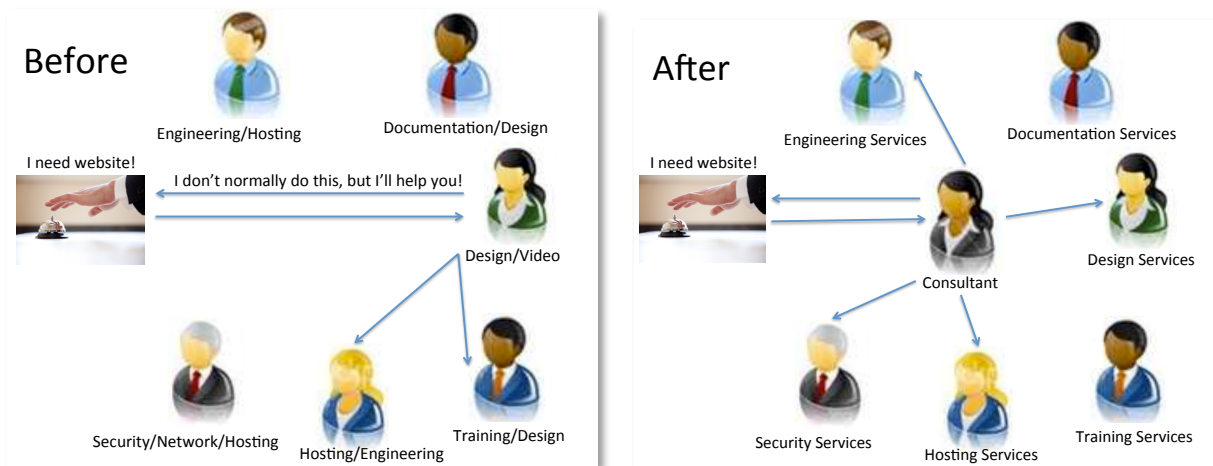 Before
Engineering/Hosting
Documentation/Design
I need website!
I don't normally do this, but I'll help you!
Design/Video
Security/Network/Hosting
Hosting/Engineering
Training/Design
After
Engineering Services
Documentation Services
I need website!
Design Services
Consultant
Security Services
Hosting Services
Training Services